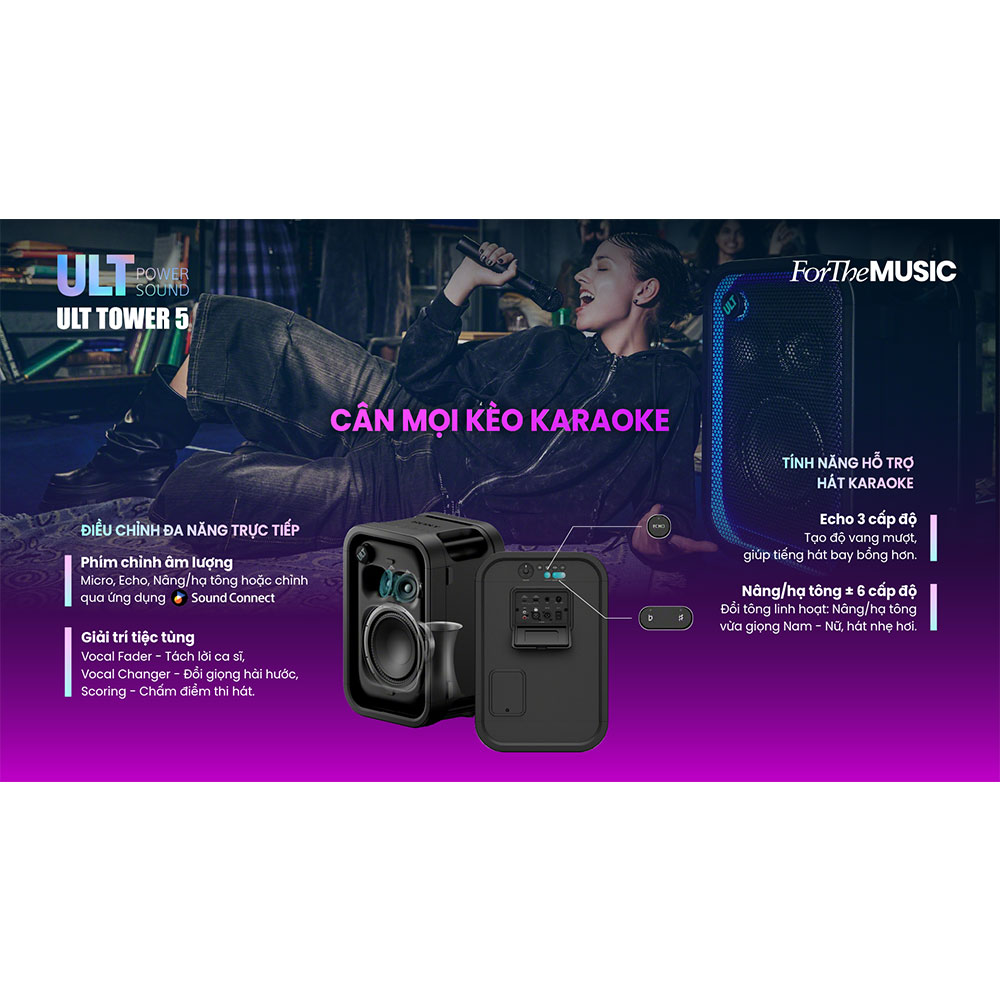 ULT POWER
SOUND
ULT TOWER 5
ForTheMUSIC
ULT
CÂN MỌI KÈO KARAOKE
ĐIỀU CHỈNH ĐA NĂNG TRỰC TIẾP
Phím chỉnh âm lượng
Micro, Echo, Nâng/hạ tông hoặc chỉnh
qua ứng dụng Sound Connect
Giải trí tiệc tùng
Vocal Fader - Tách lời ca sĩ,
Vocal Changer - Đổi giọng hài hước,
Scoring - Chấm điểm thi hát.
SONY
ECHO
♭ ♯
TÍNH NĂNG HỖ TRỢ
HÁT KARAOKE
Echo 3 cấp độ
Tạo độ vang mượt,
giúp tiếng hát bay bổng hơn.
Nâng/hạ tông ± 6 cấp độ
Đổi tông linh hoạt: Nâng/hạ tông
vừa giọng Nam - Nữ, hát nhẹ hơi.